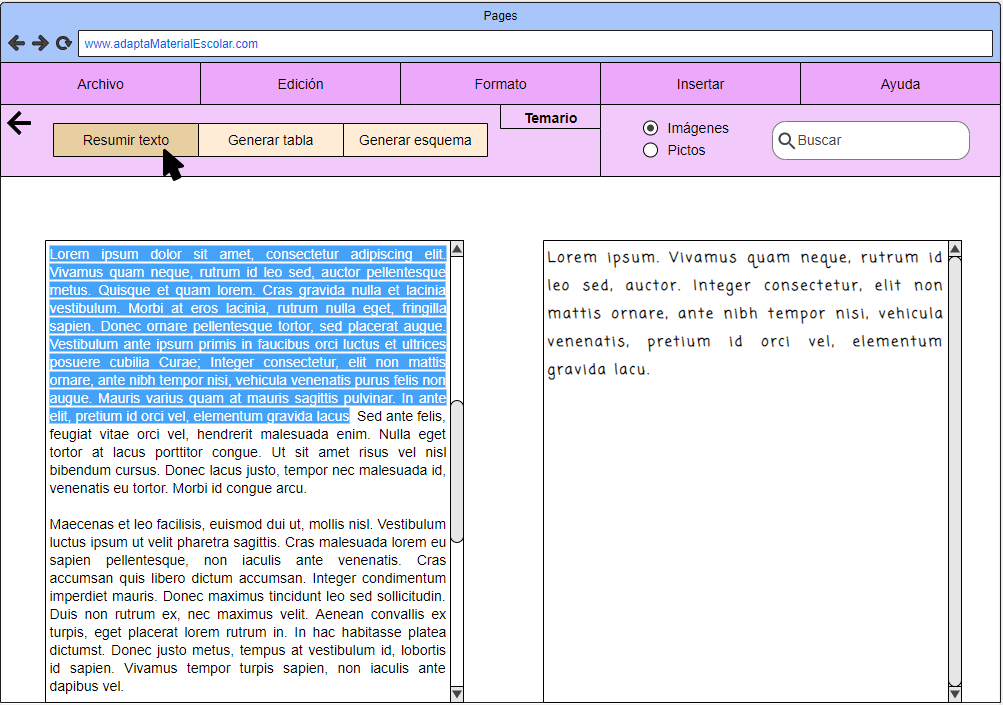 Pages
www.adaptaMaterialEscolar.com
Archivo
Edición
Formato
Insertar
Ayuda
Resumir texto
Generar tabla
Generar esquema
Temario
Imágenes
Pictos
Buscar
Lorem ipsum dolor sit amet, consectetur adipiscing elit.
Vivamus quam neque, rutrum id leo sed, auctor pellentesque
metus. Quisque et quam lorem. Cras gravida nulla et lacinia
vestibulum. Morbi at eros lacinia, rutrum nulla eget, fringilla
sapien. Donec ornare pellentesque tortor, sed placerat augue.
Vestibulum ante ipsum primis in faucibus orci luctus et ultrices
posuere cubilia Curae; Integer consectetur, elit non mattis
ornare, ante nibh tempor nisi, vehicula venenatis purus felis non
augue. Mauris varius quam at mauris sagittis pulvinar. In ante
elit, pretium id orci vel, elementum gravida lacus Sed ante felis,
feugiat vitae orci vel, hendrerit malesuada enim. Nulla eget
tortor at lacus porttitor congue. Ut sit amet risus vel nisl
bibendum cursus. Donec lacus justo, tempor nec malesuada id,
venenatis eu tortor. Morbi id congue arcu.
Maecenas et leo facilisis, euismod dui ut, mollis nisl. Vestibulum
luctus ipsum ut velit pharetra sagittis. Cras malesuada lorem eu
sapien pellentesque, non iaculis ante venenatis. Cras
accumsan quis libero dictum accumsan. Integer condimentum
imperdiet mauris. Donec maximus tincidunt leo sed sollicitudin.
Duis non rutrum ex, nec maximus velit. Aenean convallis ex
turpis, eget placerat lorem rutrum in. In hac habitasse platea
dictumst. Donec justo metus, tempus at vestibulum id, lobortis
id sapien. Vivamus tempor turpis sapien, non iaculis ante
dapibus vel.
Lorem ipsum. Vivamus quam neque, rutrum id
leo sed, auctor. Integer consectetur, elit non
mattis ornare, ante nibh tempor nisi, vehicula
venenatis, pretium id orci vel, elementum
gravida lacu.